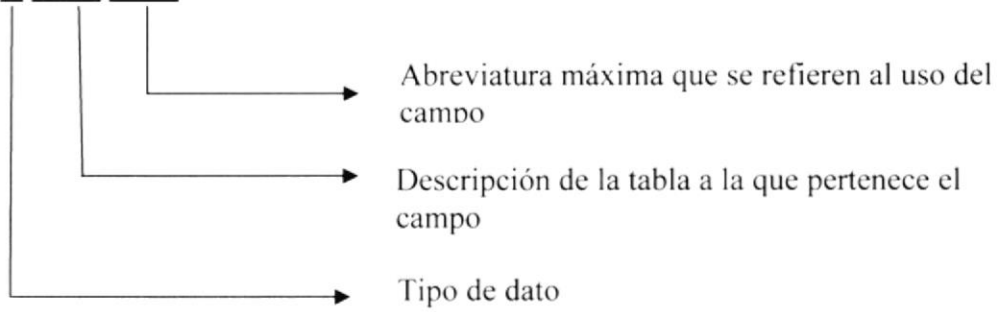 Abreviatura máxima que se refieren al uso del
campo
Descripción de la tabla a la que pertenece el
campo
Tipo de dato